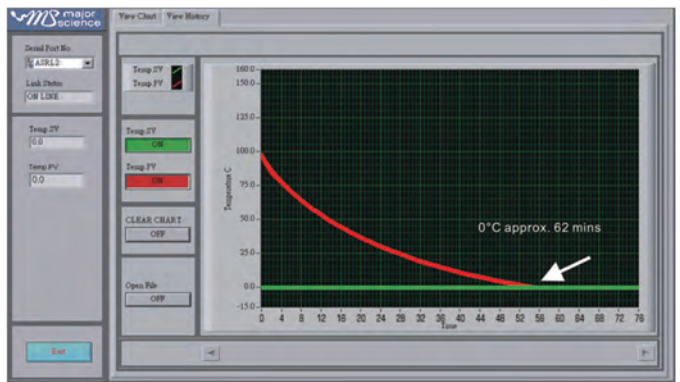 major
science
View Chart View History
Serial Port No.
ASRL2
Link Status
ON LINE
Temp.SV
0.0
Temp.PV
0.0
Exit
Temp.SV
Temp.PV
Temp.SV
ON
Temp.PV
ON
CLEAR CHART
OFF
Open File
OFF
Temperature C
160.0
150.0
125.0
100.0
75.0
50.0
25.0
0.0
-15.0
0°C approx. 62 mins
0 4 8 12 16 20 24 28 32 36 40 44 48 52 56 60 64 68 72 76
Time